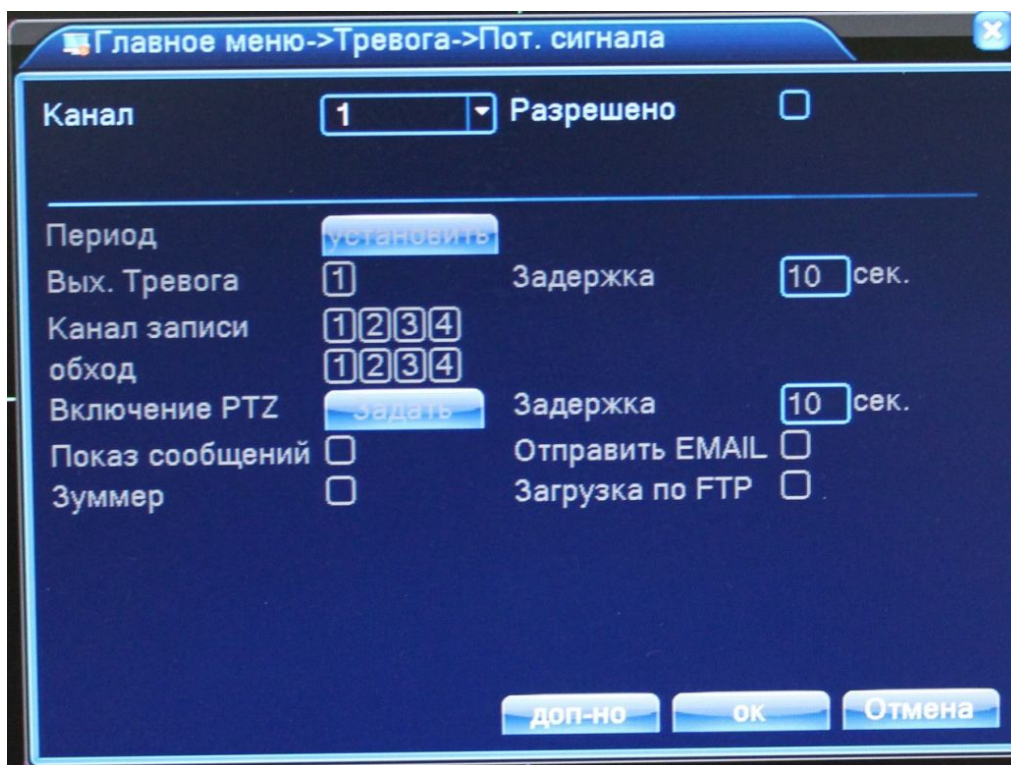 Главное меню->Тревога->Пот. сигнала
Канал 1 Разрешено
Период установить
Вых. Тревога 1 Задержка 10 сек.
Канал записи 1 2 3 4
обход 1 2 3 4
Включение PTZ Задать Задержка 10 сек.
Показ сообщений Отправить EMAIL
Зуммер Загрузка по FTP
доп-но ок Отмена